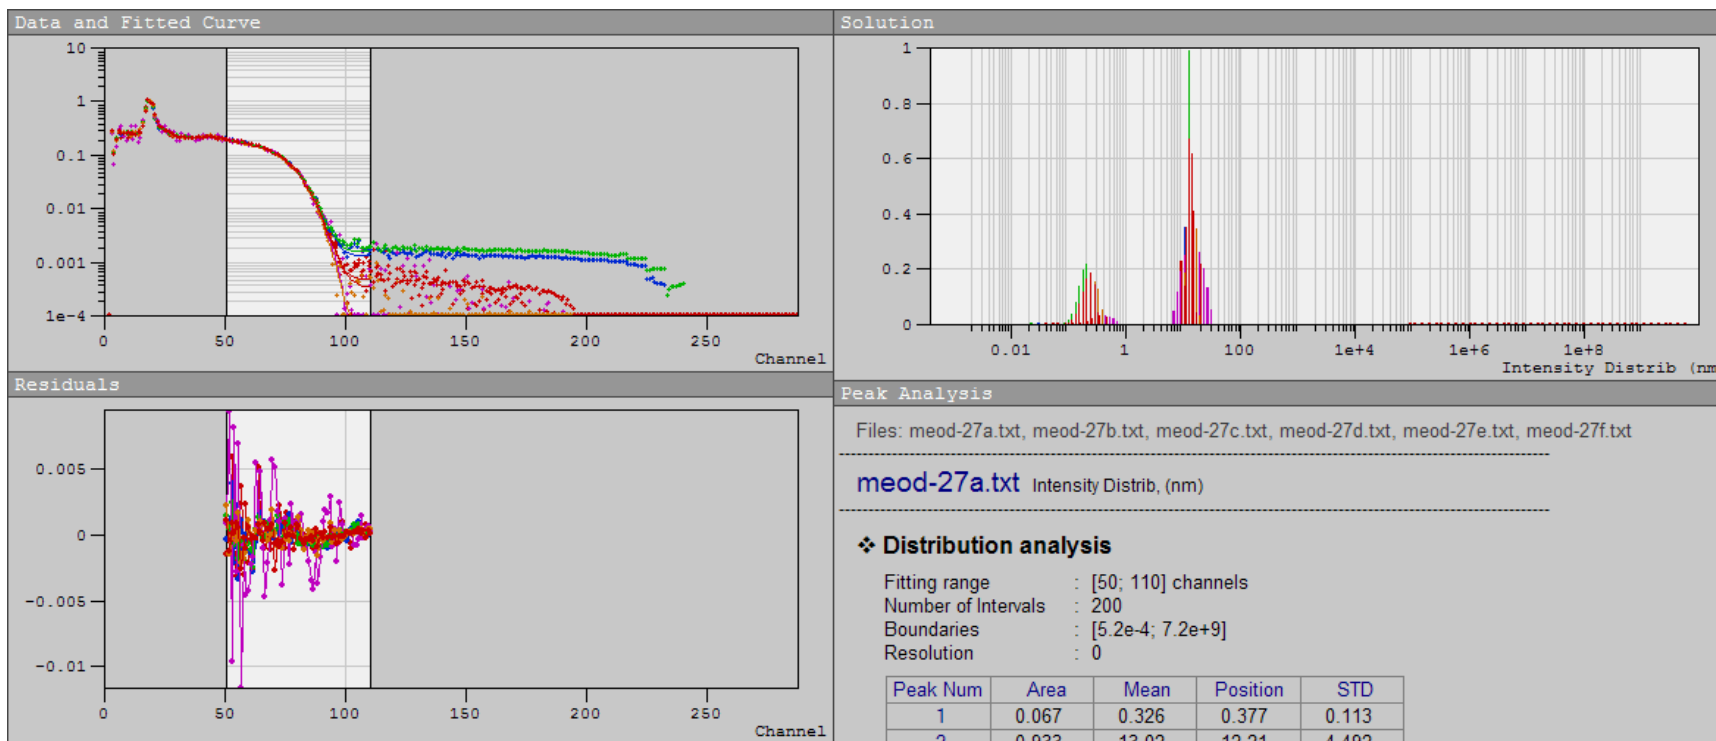 Data and Fitted Curve
10
1
0.1
0.01
0.001
1e-4
0 50 100 150 200 250
Channel
Residuals
0.005
0
-0.005
-0.01
0 50 100 150 200 250
Channel
Solution
1
0.8
0.6
0.4
0.2
0
0.01 1 100 1e+4 1e+6 1e+8
Intensity Distrib (nm
Peak Analysis
Files: meod-27a.txt, meod-27b.txt, meod-27c.txt, meod-27d.txt, meod-27e.txt, meod-27f.txt
meod-27a.txt Intensity Distrib, (nm)
❖ Distribution analysis
Fitting range : [50; 110] channels
Number of Intervals : 200
Boundaries : [5.2e-4; 7.2e+9]
Resolution : 0
Peak Num Area Mean Position STD
1 0.067 0.326 0.377 0.113